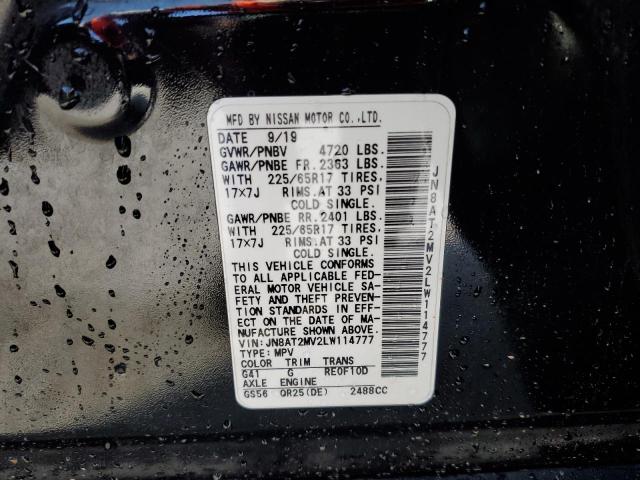 MFD BY NISSAN MOTOR CO.,LTD.
DATE 9/19
GVWR/PNBV 4720 LBS.
GAWR/PNBE FR. 2363 LBS.
WITH 225/65R17 TIRES,
17x7J RIMS.AT 33 PSI
COLD SINGLE.
GAWR/PNBE RR. 2401 LBS.
WITH 225/65R17 TIRES,
17x7J RIMS.AT 33 PSI
COLD SINGLE.
THIS VEHICLE CONFORMS
TO ALL APPLICABLE FED-
ERAL MOTOR VEHICLE SA-
FETY AND THEFT PREVEN-
TION STANDARDS IN EFF-
ECT ON THE DATE OF MA-
NUFACTURE SHOWN ABOVE.
VIN: JN8AT2MV2LW114777
TYPE: MPV
COLOR TRIM TRANS
G41 G RE0F10D
AXLE ENGINE
GS56 QR25(DE) 2488CC
JN8AT2MV2LW114777